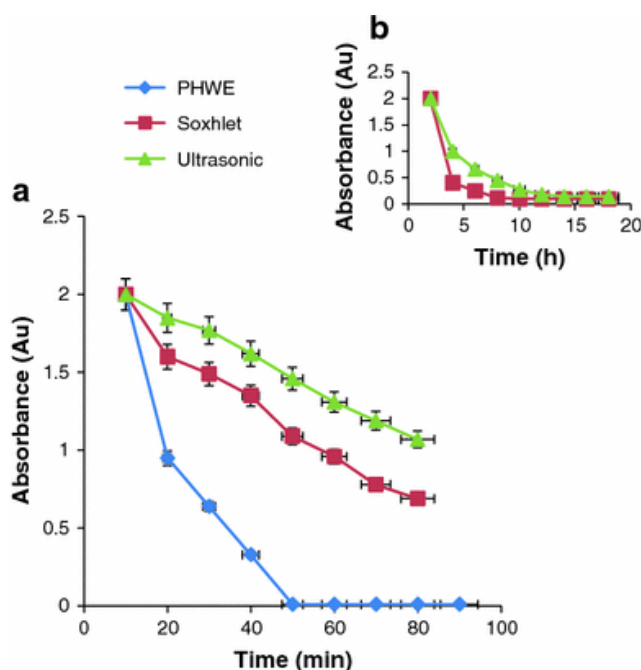 b
PHWE
Soxhlet
Ultrasonic
Absorbance (Au)
2.5
2
1.5
1
0.5
0
0 5 10 15 20
Time (h)
a
Absorbance (Au)
2.5
2
1.5
1
0.5
0
0 20 40 60 80 100
Time (min)